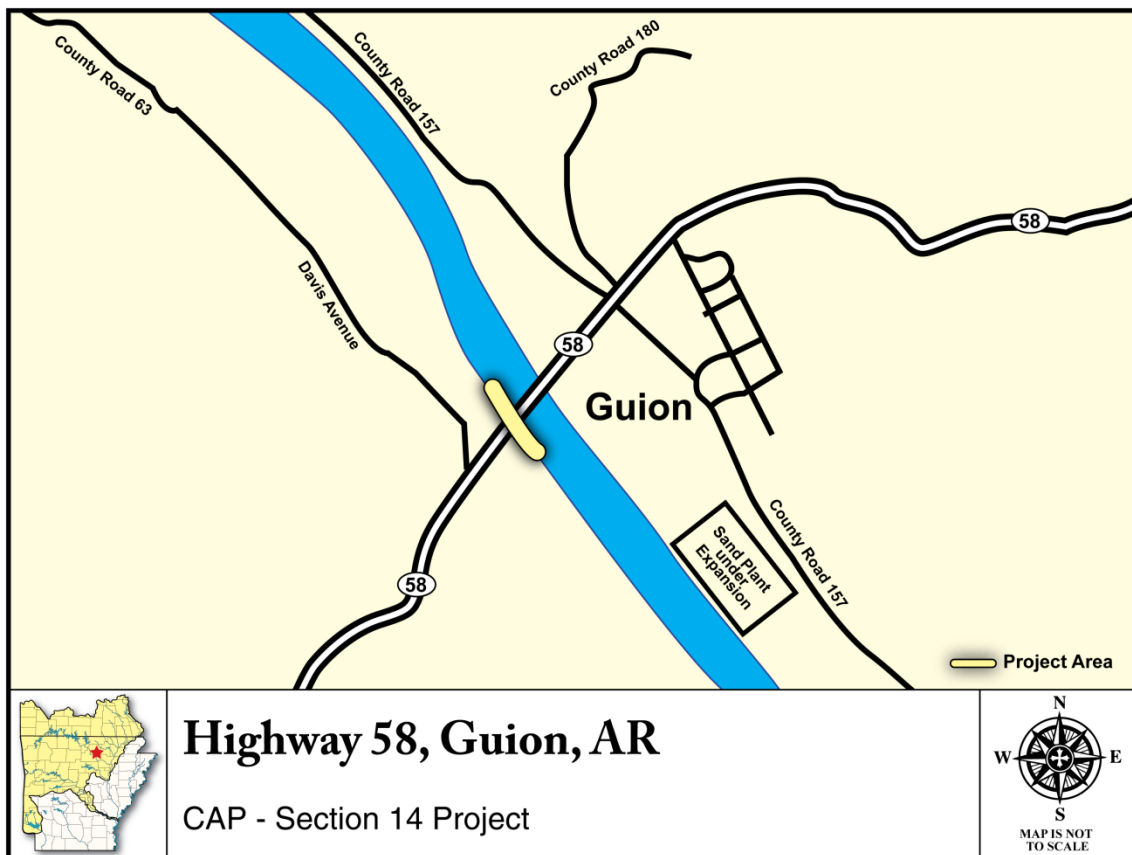 County Road 63
County Road 157
County Road 180
58
Davis Avenue
58
Guion
58
Sand Plant
under
Expansion
County Road 157
Project Area
Highway 58, Guion, AR
CAP - Section 14 Project
N
W
E
S
MAP IS NOT
TO SCALE